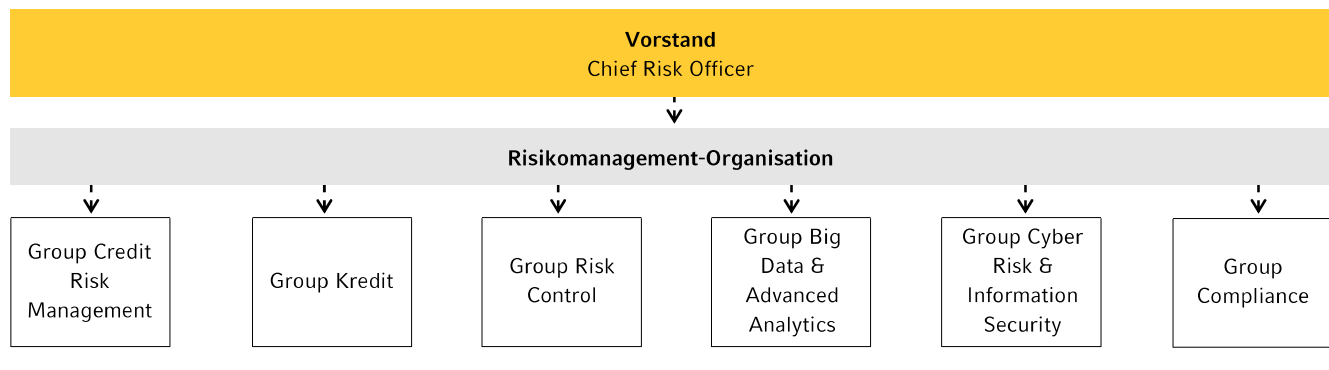 Vorstand
Chief Risk Officer
Risikomanagement-Organisation
Group Credit
Risk
Management
Group Kredit
Group Risk
Control
Group Big
Data &
Advanced
Analytics
Group Cyber
Risk &
Information
Security
Group
Compliance